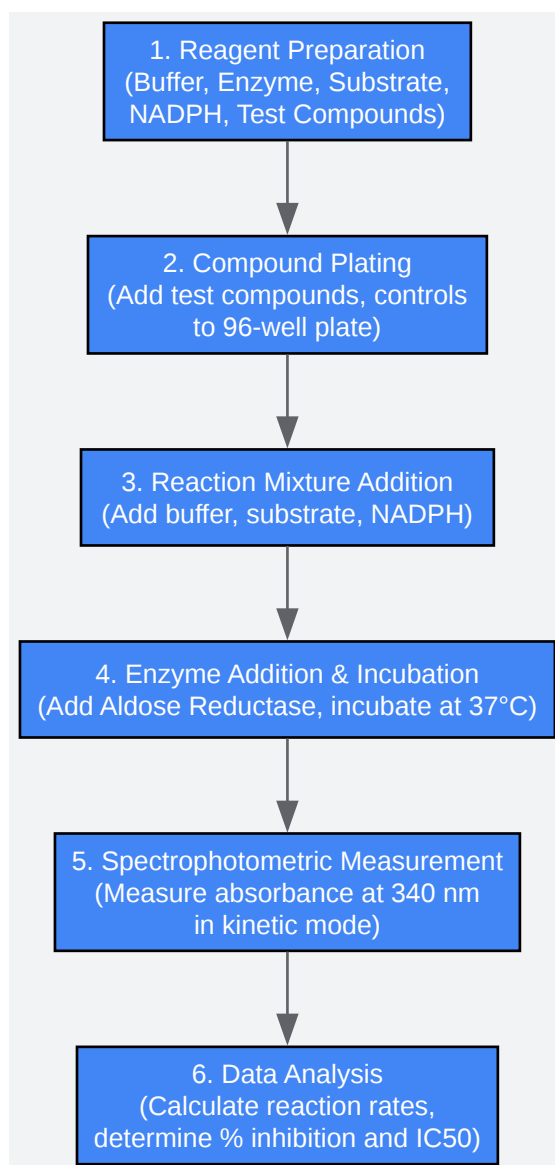 1. Reagent Preparation
(Buffer, Enzyme, Substrate,
NADPH, Test Compounds)
2. Compound Plating
(Add test compounds, controls
to 96-well plate)
3. Reaction Mixture Addition
(Add buffer, substrate, NADPH)
4. Enzyme Addition & Incubation
(Add Aldose Reductase, incubate at 37°C)
5. Spectrophotometric Measurement
(Measure absorbance at 340 nm
in kinetic mode)
6. Data Analysis
(Calculate reaction rates,
determine % inhibition and IC50)